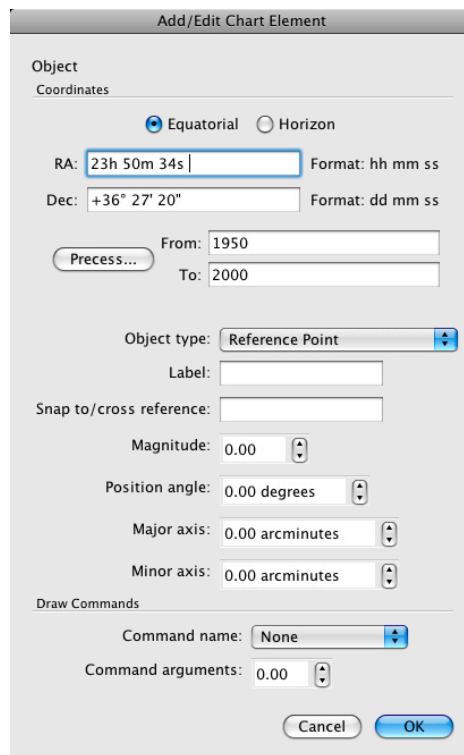 Add/Edit Chart Element
Object
Coordinates
Equatorial Horizon
RA: 23h 50m 34s Format: hh mm ss
Dec: +36° 27' 20" Format: dd mm ss
Precess... From: 1950
To: 2000
Object type: Reference Point
Label:
Snap to/cross reference:
Magnitude: 0.00
Position angle: 0.00 degrees
Major axis: 0.00 arcminutes
Minor axis: 0.00 arcminutes
Draw Commands
Command name: None
Command arguments: 0.00
Cancel OK